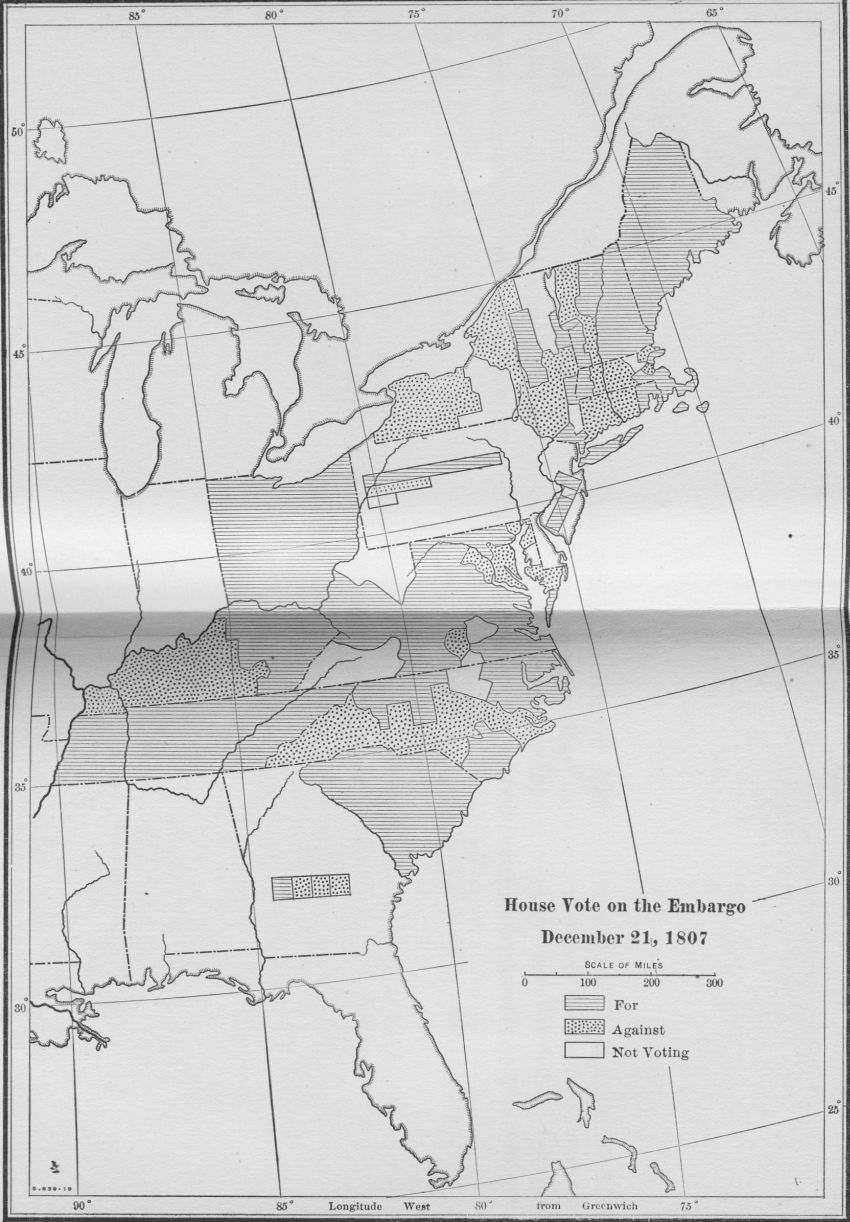 85° 80° 75° 70° 65°
50°
45°
45°
40°
40°
35°
35°
30°
30°
25°
House Vote on the Embargo
December 21, 1807
SCALE OF MILES
0 100 200 300
For
Against
Not Voting
90° 85° Longitude West 80° from Greenwich 75°